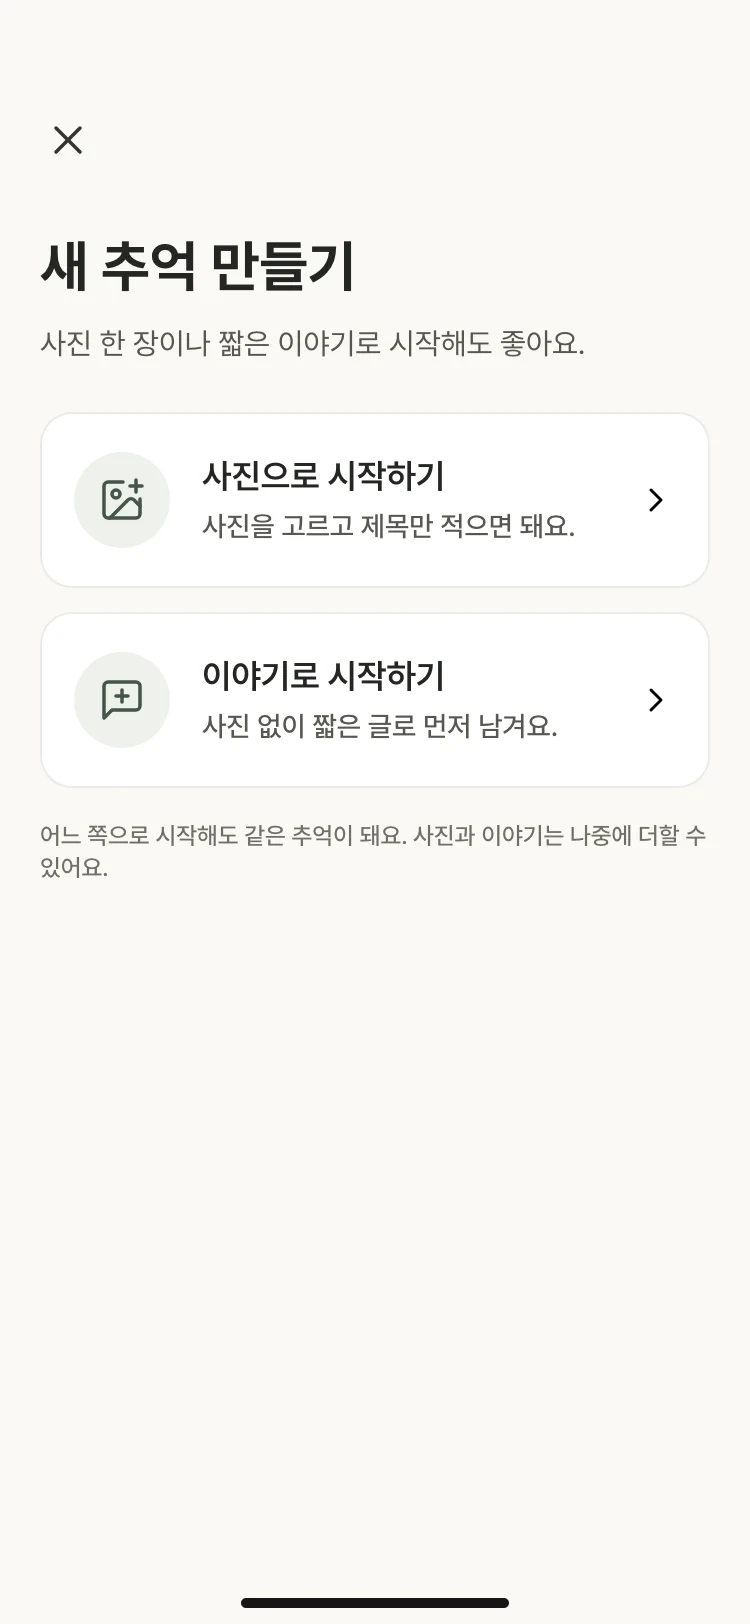 새 추억 만들기
사진 한 장이나 짧은 이야기로 시작해도 좋아요.
사진으로 시작하기
사진을 고르고 제목만 적으면 돼요.
이야기로 시작하기
사진 없이 짧은 글로 먼저 남겨요.
어느 쪽으로 시작해도 같은 추억이 돼요. 사진과 이야기는 나중에 더할 수
있어요.